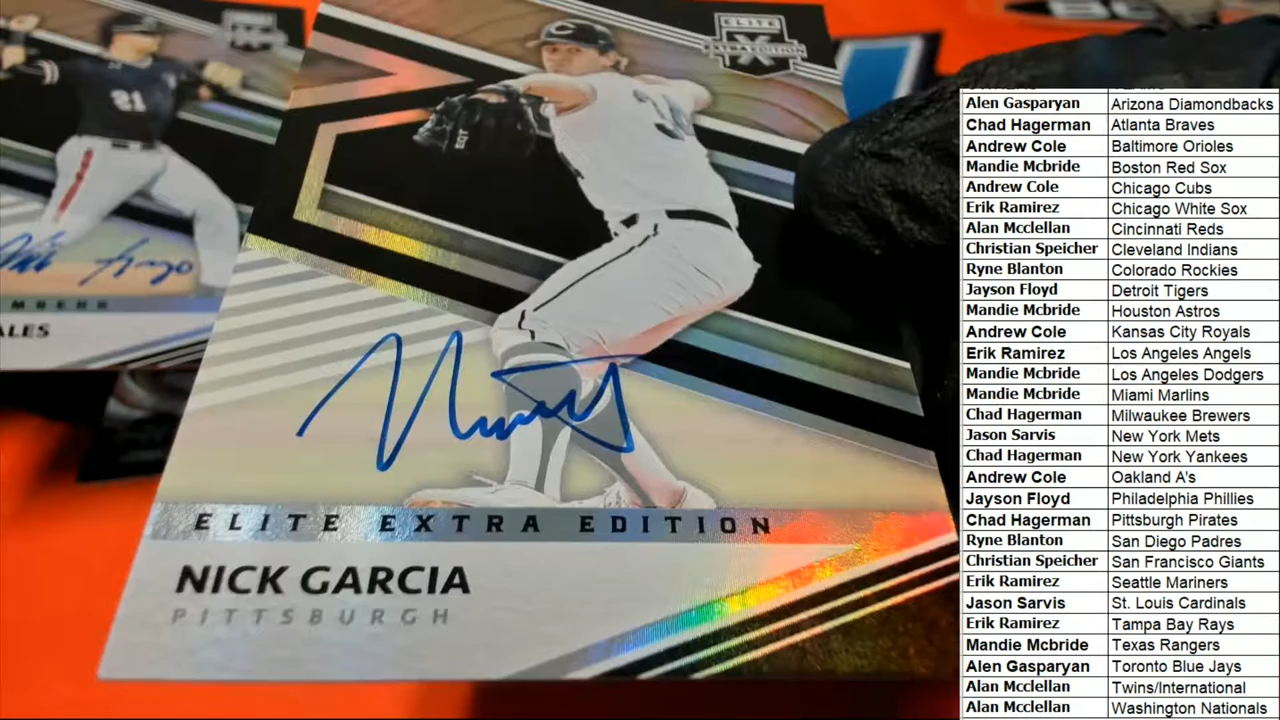 21
ALES
ELITE
X
EXTRA EDITION
C
EGT
ELITE EXTRA EDITION
NICK GARCIA
PITTSBURGH
Alen Gasparyan Arizona Diamondbacks
Chad Hagerman Atlanta Braves
Andrew Cole Baltimore Orioles
Mandie Mcbride Boston Red Sox
Andrew Cole Chicago Cubs
Erik Ramirez Chicago White Sox
Alan Mcclellan Cincinnati Reds
Christian Speicher Cleveland Indians
Ryne Blanton Colorado Rockies
Jayson Floyd Detroit Tigers
Mandie Mcbride Houston Astros
Andrew Cole Kansas City Royals
Erik Ramirez Los Angeles Angels
Mandie Mcbride Los Angeles Dodgers
Mandie Mcbride Miami Marlins
Chad Hagerman Milwaukee Brewers
Jason Sarvis New York Mets
Chad Hagerman New York Yankees
Andrew Cole Oakland A's
Jayson Floyd Philadelphia Phillies
Chad Hagerman Pittsburgh Pirates
Ryne Blanton San Diego Padres
Christian Speicher San Francisco Giants
Erik Ramirez Seattle Mariners
Jason Sarvis St. Louis Cardinals
Erik Ramirez Tampa Bay Rays
Mandie Mcbride Texas Rangers
Alen Gasparyan Toronto Blue Jays
Alan Mcclellan Twins/International
Alan Mcclellan Washington Nationals